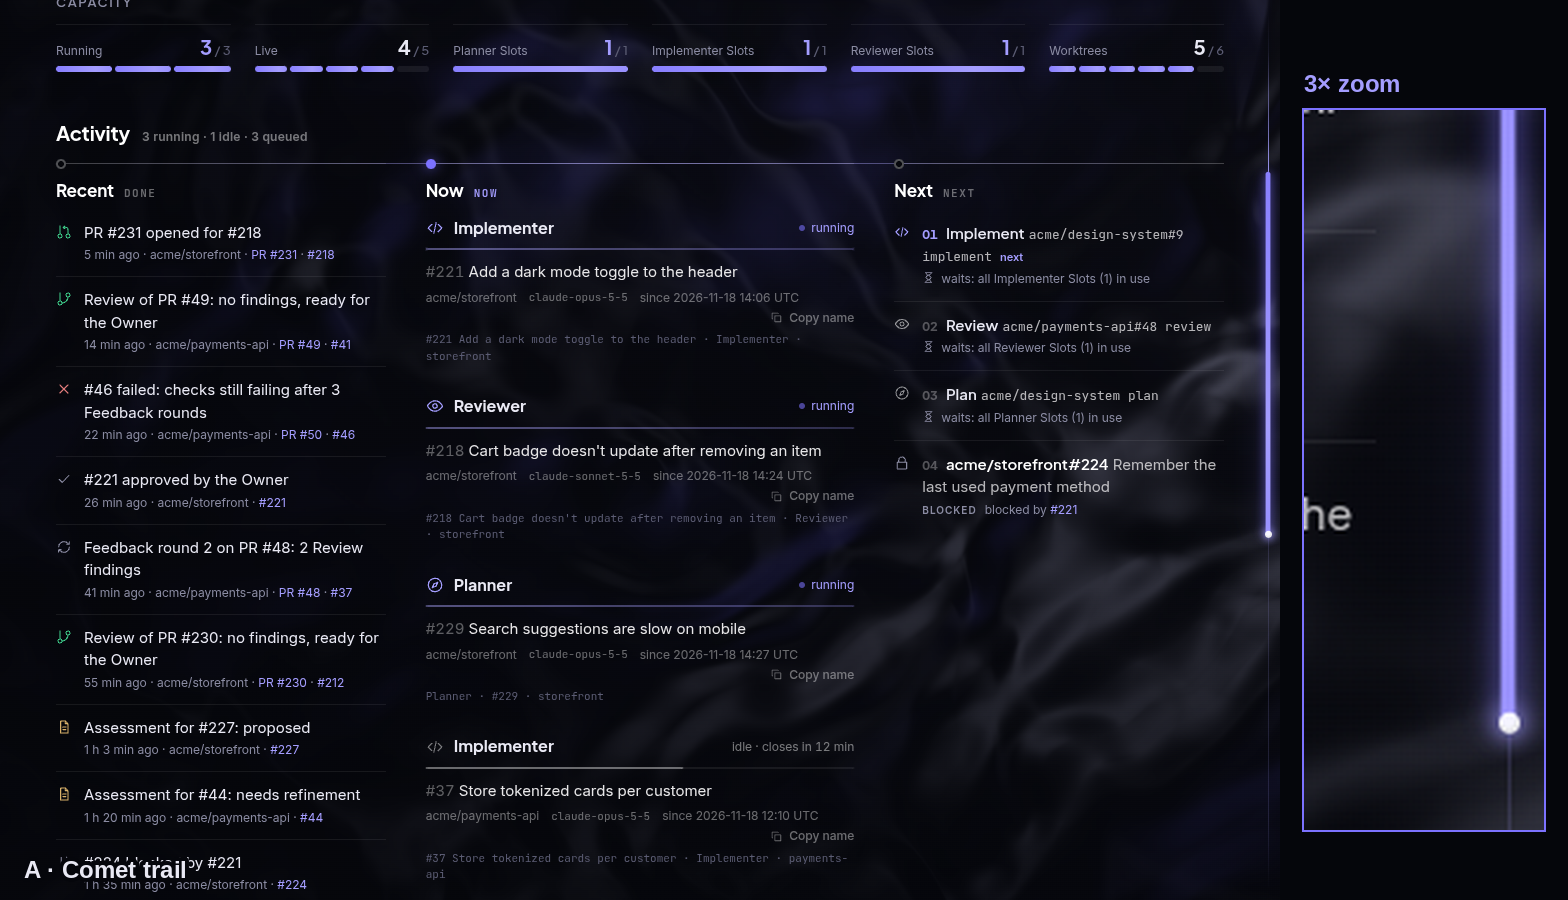 CAPACITY
Running 3 / 3
Live 4 / 5
Planner Slots 1 / 1
Implementer Slots 1 / 1
Reviewer Slots 1 / 1
Worktrees 5 / 6
Activity 3 running · 1 idle · 3 queued
Recent DONE
PR #231 opened for #218
5 min ago · acme/storefront · PR #231 · #218
Review of PR #49: no findings, ready for
the Owner
14 min ago · acme/payments-api · PR #49 · #41
#46 failed: checks still failing after 3
Feedback rounds
22 min ago · acme/payments-api · PR #50 · #46
#221 approved by the Owner
26 min ago · acme/storefront · #221
Feedback round 2 on PR #48: 2 Review
findings
41 min ago · acme/payments-api · PR #48 · #37
Review of PR #230: no findings, ready for
the Owner
55 min ago · acme/storefront · PR #230 · #212
Assessment for #227: proposed
1 h 3 min ago · acme/storefront · #227
Assessment for #44: needs refinement
1 h 20 min ago · acme/payments-api · #44
by #221
1 h 35 min ago · acme/storefront · #224
Now NOW
Implementer running
#221 Add a dark mode toggle to the header
acme/storefront claude-opus-5-5 since 2026-11-18 14:06 UTC
Copy name
#221 Add a dark mode toggle to the header · Implementer ·
storefront
Reviewer running
#218 Cart badge doesn't update after removing an item
acme/storefront claude-sonnet-5-5 since 2026-11-18 14:24 UTC
Copy name
#218 Cart badge doesn't update after removing an item · Reviewer
· storefront
Planner running
#229 Search suggestions are slow on mobile
acme/storefront claude-opus-5-5 since 2026-11-18 14:27 UTC
Copy name
Planner · #229 · storefront
Implementer idle · closes in 12 min
#37 Store tokenized cards per customer
acme/payments-api claude-opus-5-5 since 2026-11-18 12:10 UTC
Copy name
#37 Store tokenized cards per customer · Implementer · payments-
api
Next NEXT
01 Implement acme/design-system#9
implement next
waits: all Implementer Slots (1) in use
02 Review acme/payments-api#48 review
waits: all Reviewer Slots (1) in use
03 Plan acme/design-system plan
waits: all Planner Slots (1) in use
04 acme/storefront#224 Remember the
last used payment method
BLOCKED blocked by #221
A · Comet trail
3× zoom
he